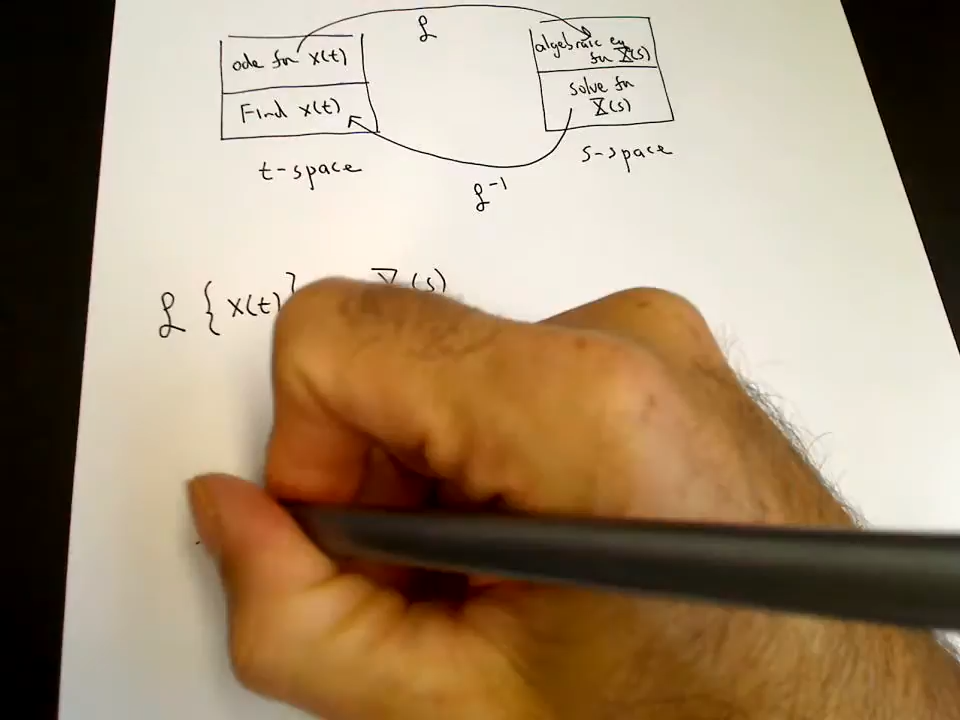 ℒ
ode for x(t)
Find x(t)
t-space
algebraic eq
for X(s)
solve for
X(s)
s-space
ℒ⁻¹
ℒ { x(t) } X(s)